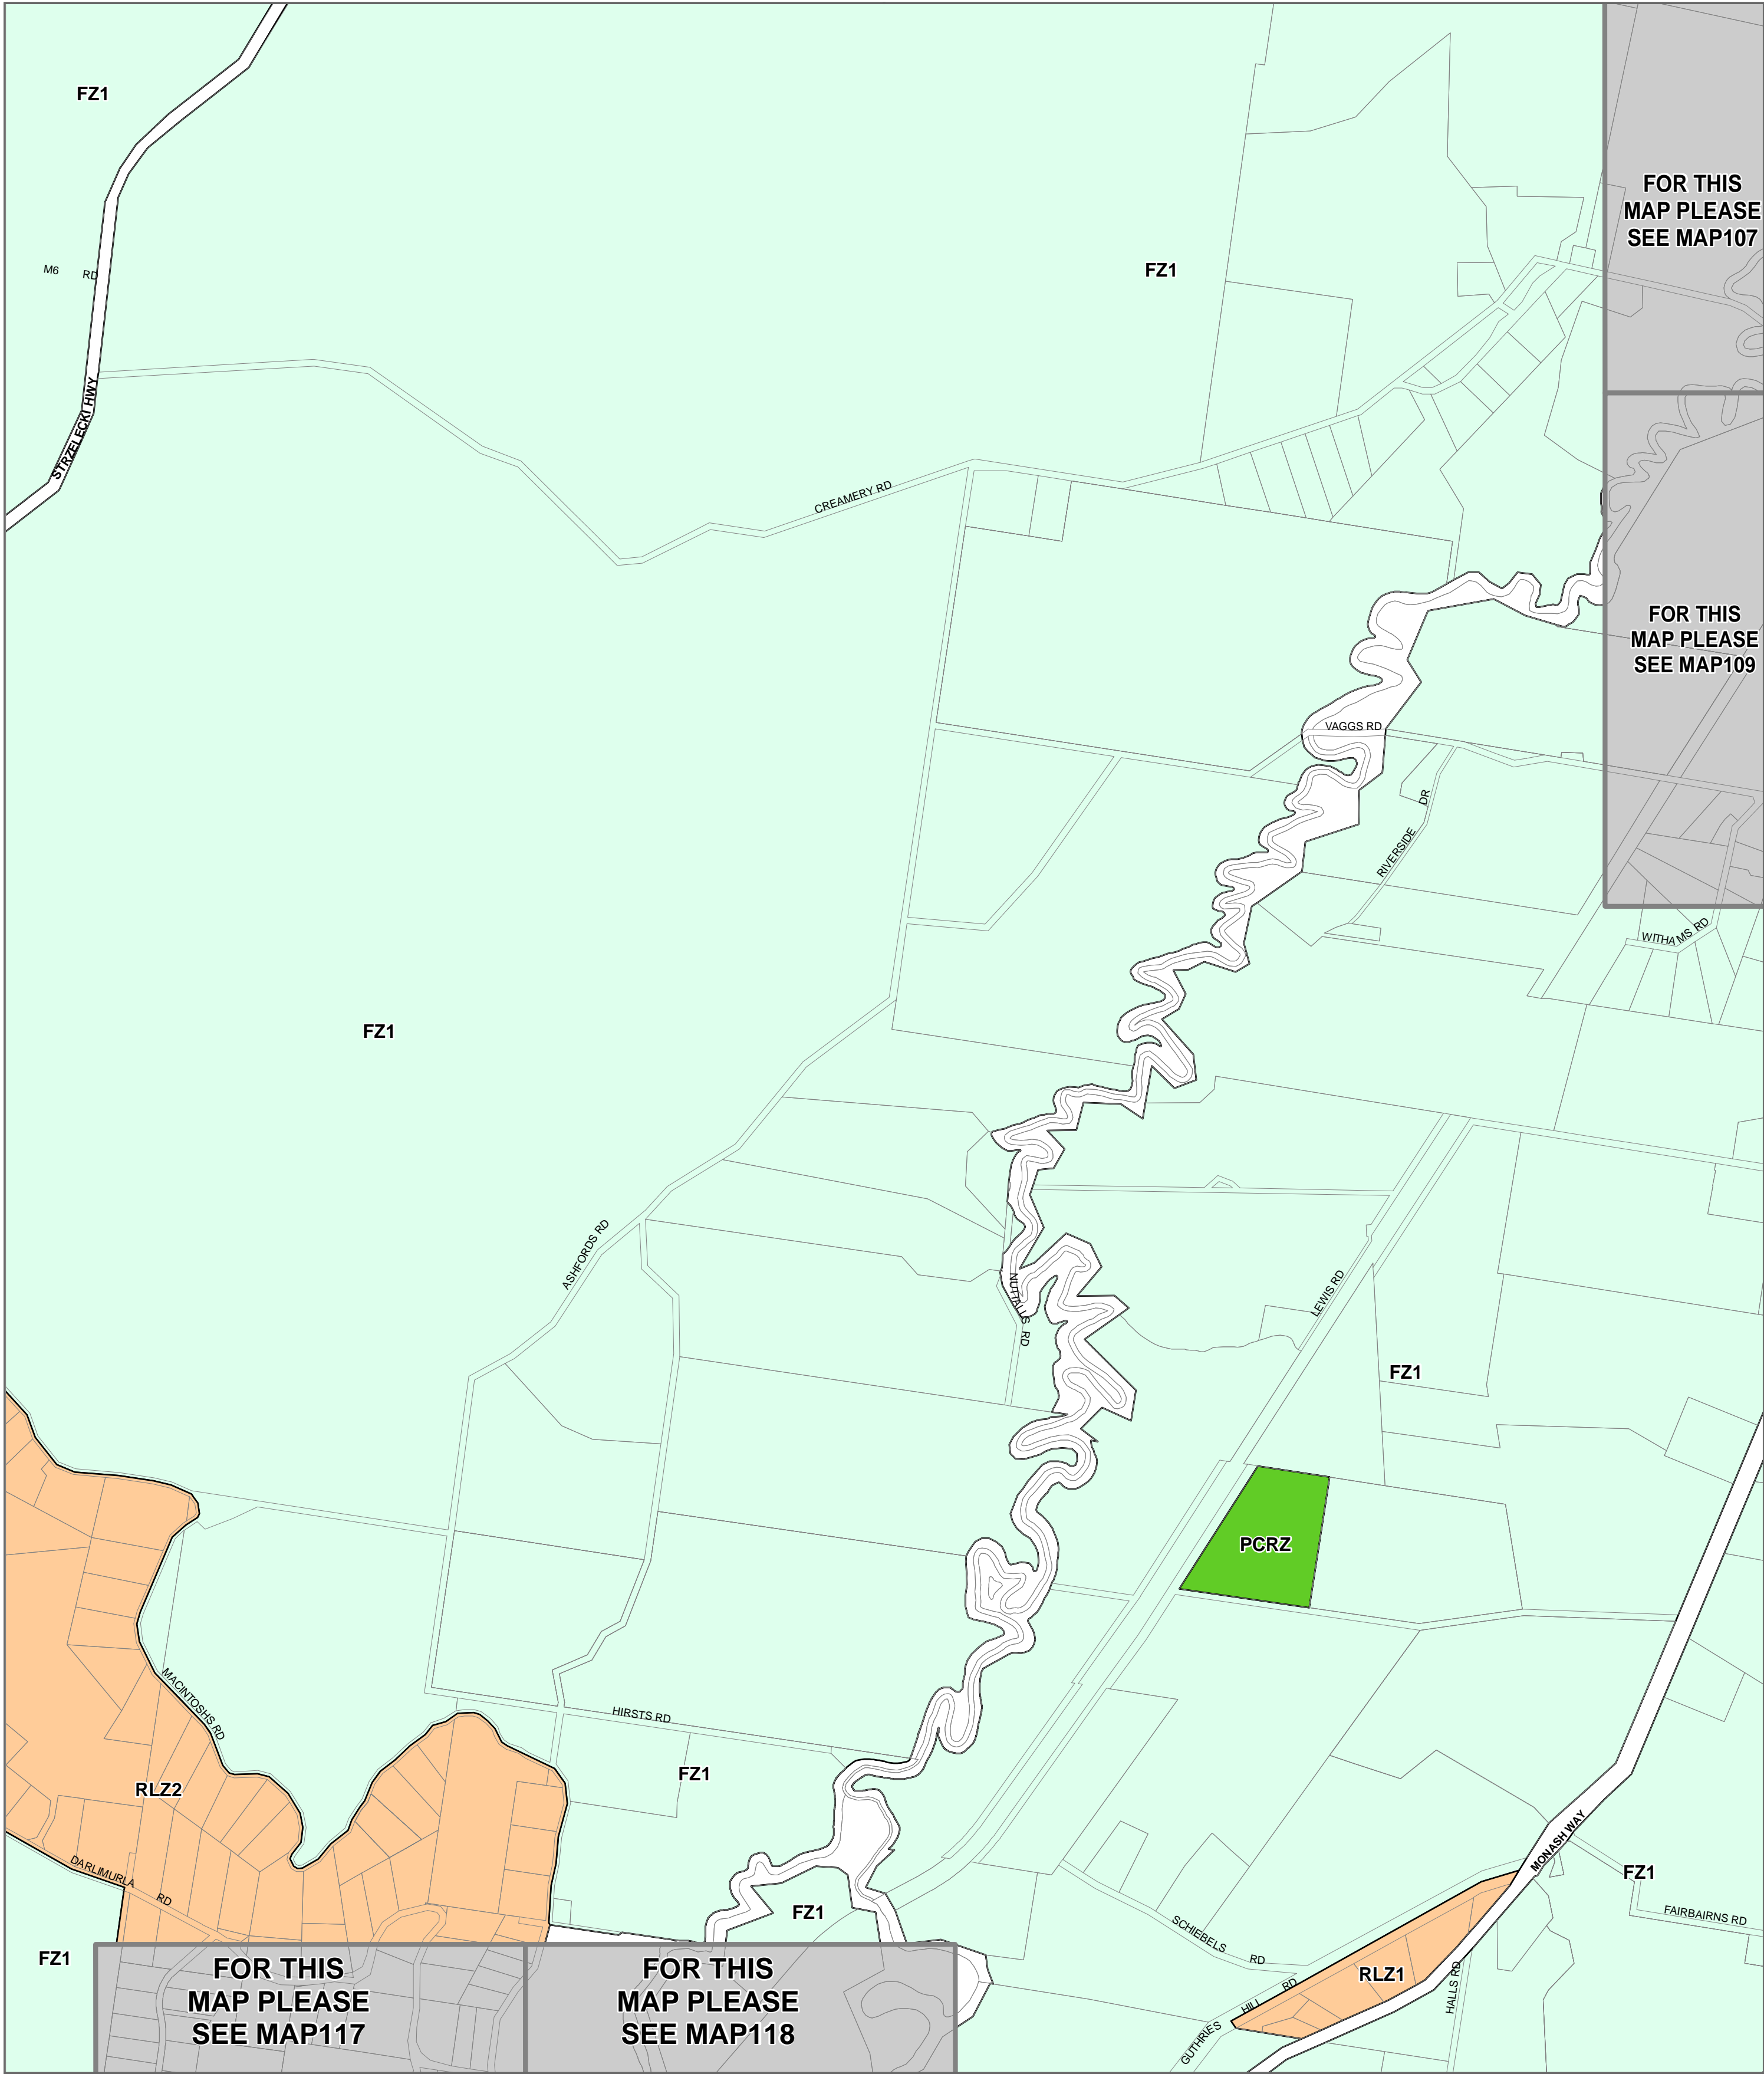 FZ1
FOR THIS
MAP PLEASE
SEE MAP107
FZ1
M6 RD
STRZELECKI HWY
CREAMERY RD
FOR THIS
MAP PLEASE
SEE MAP109
VAGGS RD
RIVERSIDE DR
WITHAMS RD
FZ1
ASHFORDS RD
NUTTALLS RD
LEWIS RD
FZ1
PCRZ
MACINTOSHS RD
HIRSTS RD
FZ1
RLZ2
MONASH WAY
DARLIMURLA RD
FZ1
FZ1
FAIRBAIRNS RD
SCHIEBELS RD
FZ1
RLZ1
HALLS RD
GUTHRIES HILL RD
FOR THIS
MAP PLEASE
SEE MAP117
FOR THIS
MAP PLEASE
SEE MAP118